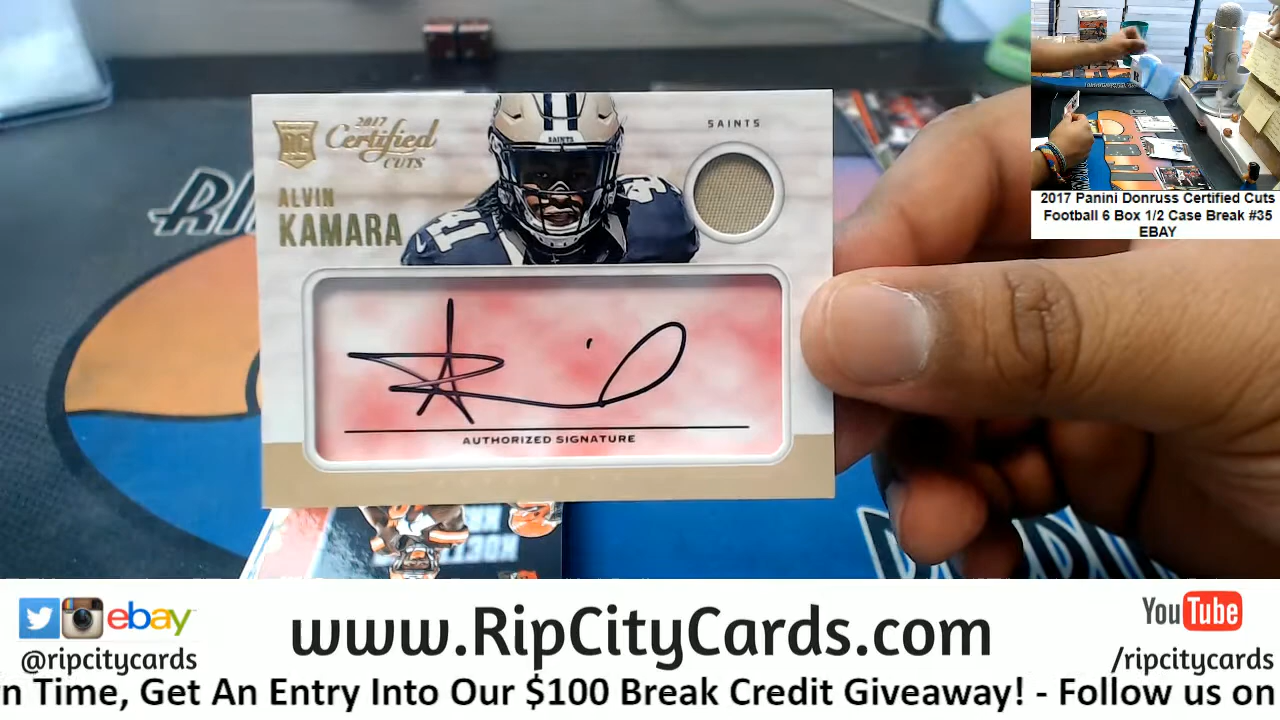 2017
Certified
CUTS
RC
ALVIN
KAMARA
SAINTS
SAINTS
41
AUTHORIZED SIGNATURE
2017 Panini Donruss Certified Cuts
Football 6 Box 1/2 Case Break #35
EBAY
ebay
@ripcitycards
www.RipCityCards.com
YouTube
/ripcitycards
n Time, Get An Entry Into Our $100 Break Credit Giveaway! - Follow us on